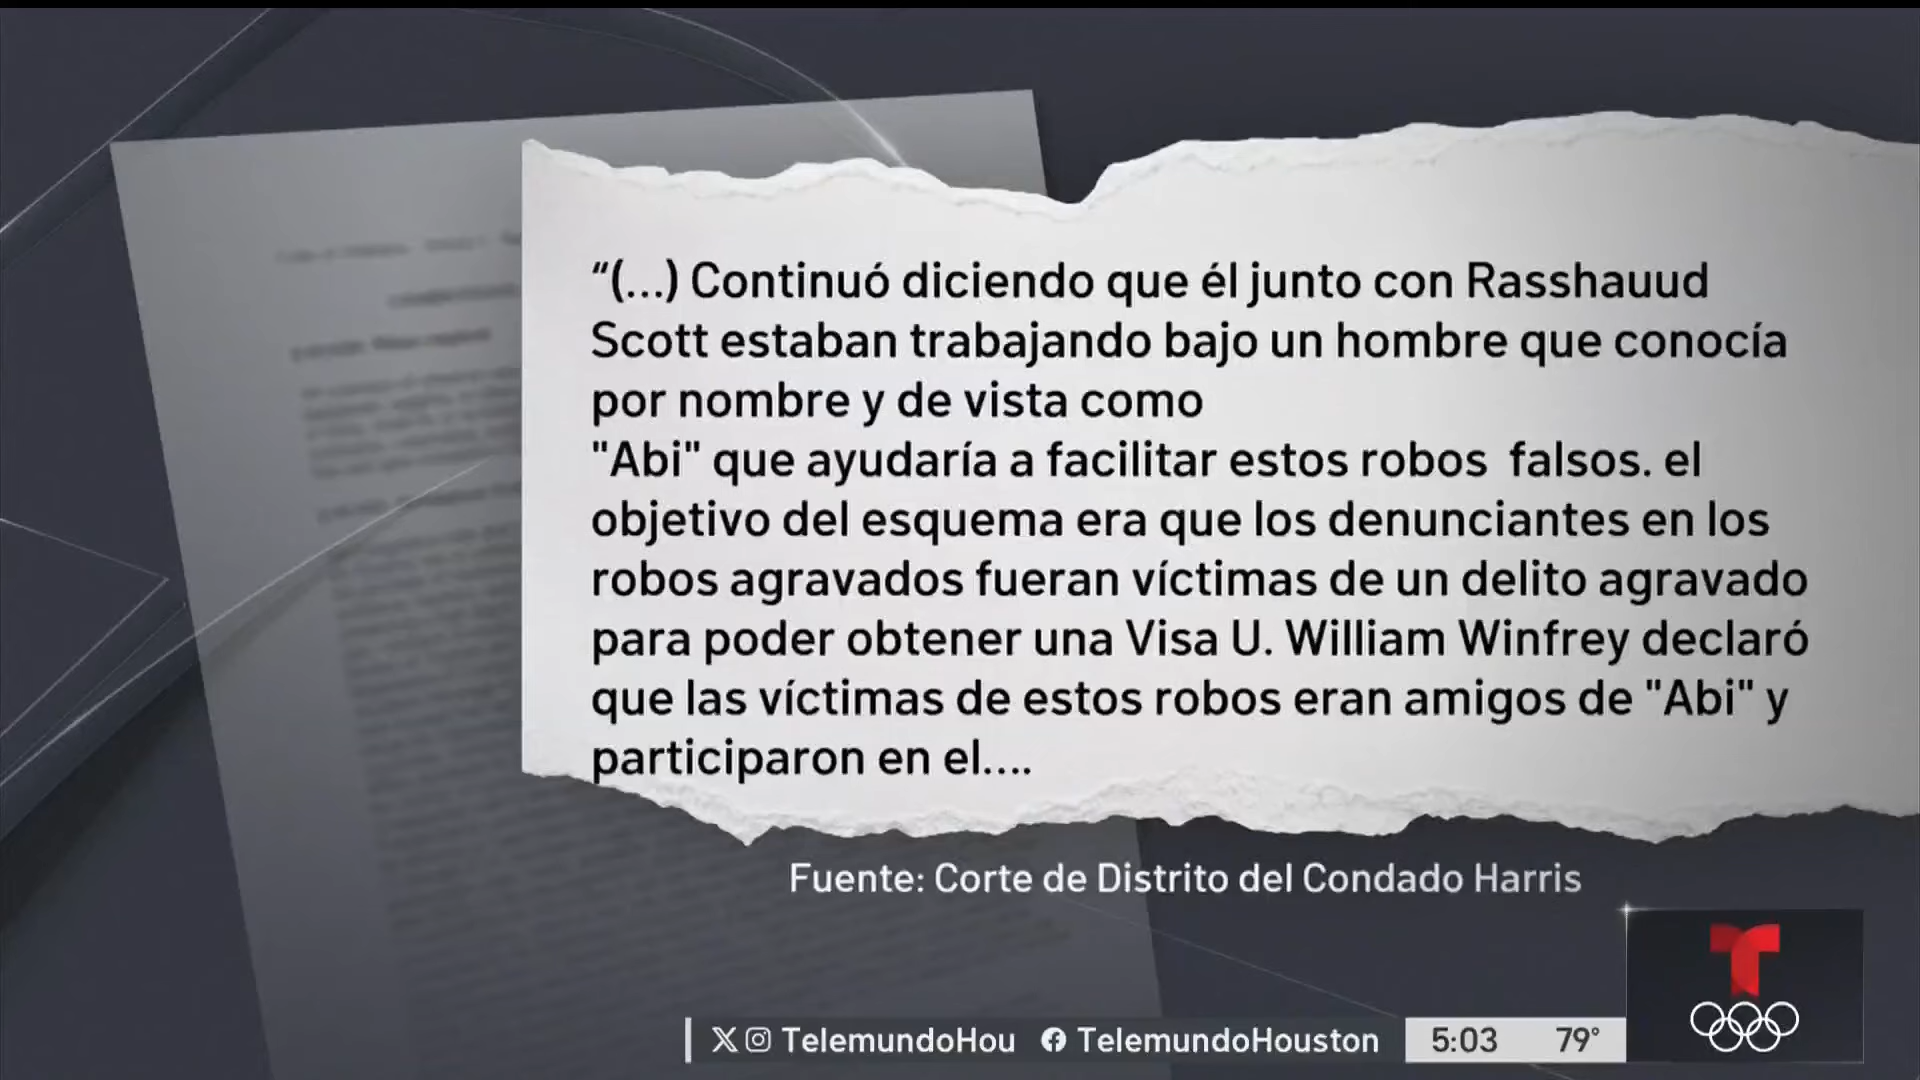 “(...) Continuó diciendo que él junto con Rasshauud
Scott estaban trabajando bajo un hombre que conocía
por nombre y de vista como
"Abi" que ayudaría a facilitar estos robos  falsos. el
objetivo del esquema era que los denunciantes en los
robos agravados fueran víctimas de un delito agravado
para poder obtener una Visa U. William Winfrey declaró
que las víctimas de estos robos eran amigos de "Abi" y
participaron en el....
Fuente: Corte de Distrito del Condado Harris
TelemundoHou TelemundoHouston 5:03 79°